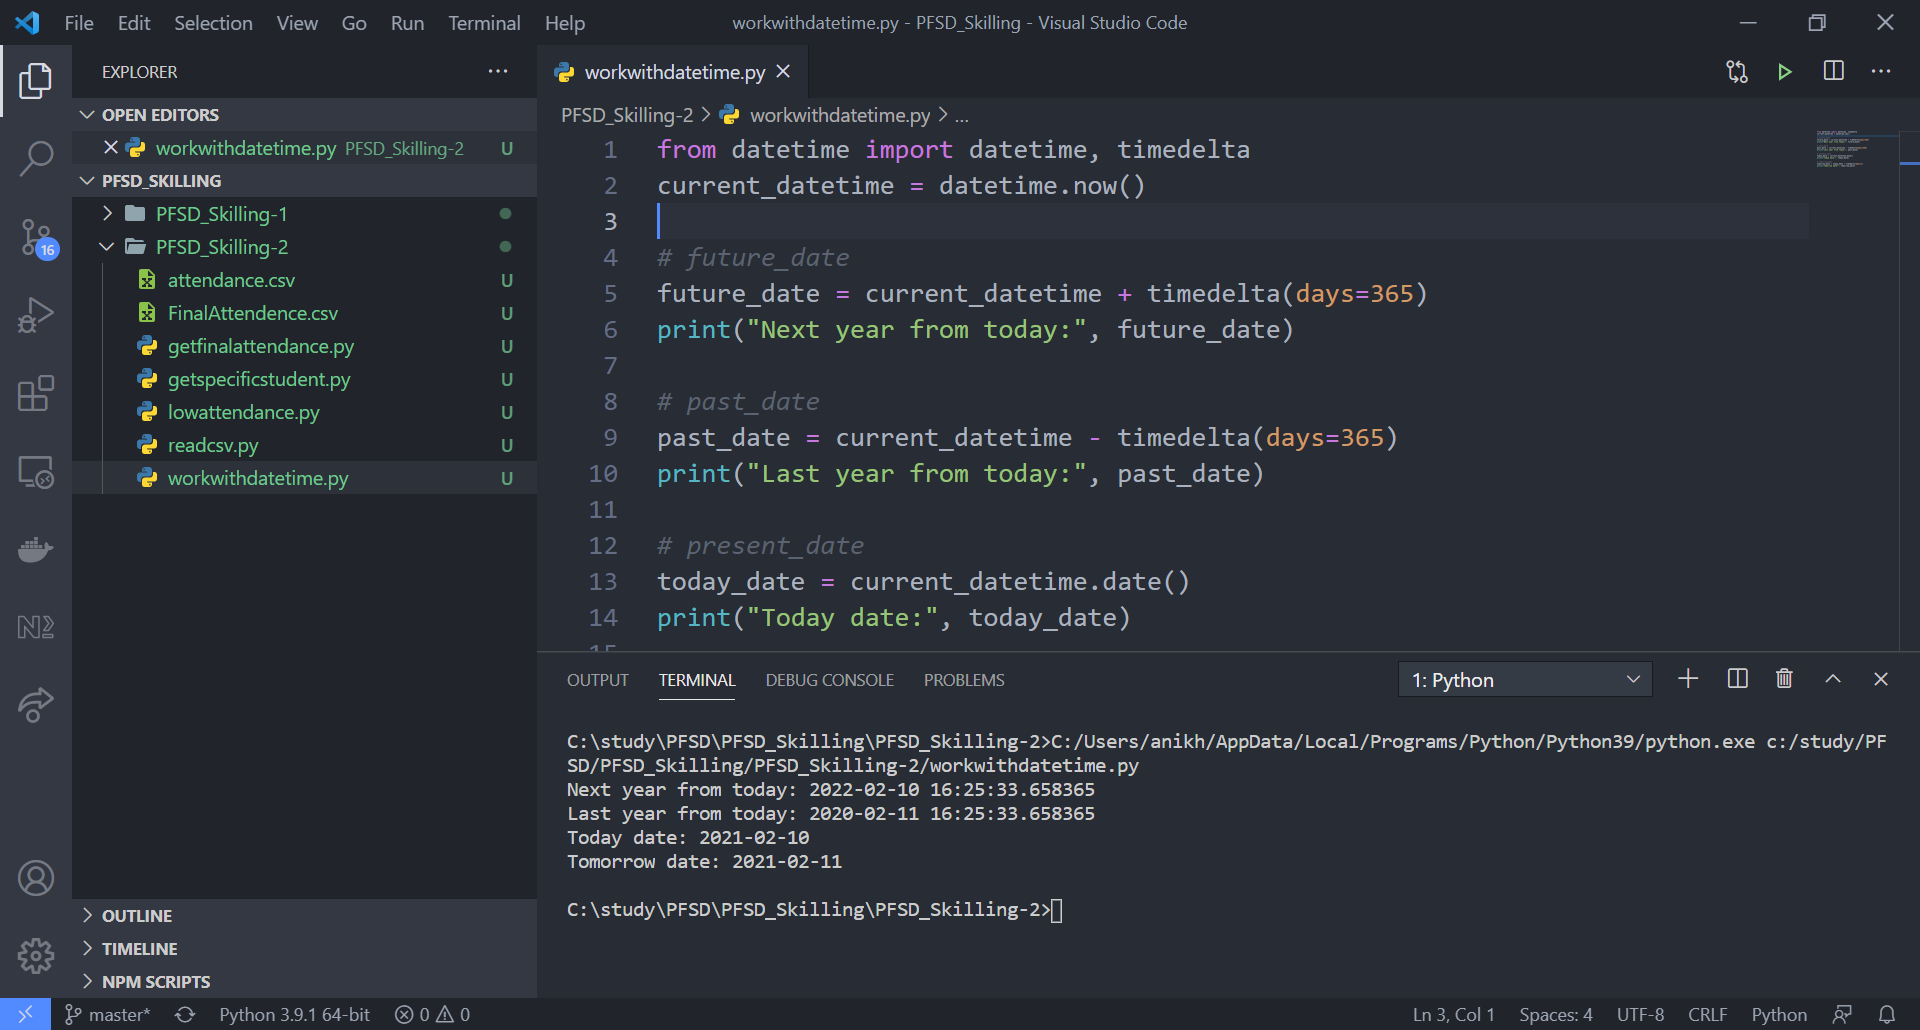 File Edit Selection View Go Run Terminal Help
workwithdatetime.py - PFSD_Skilling - Visual Studio Code
EXPLORER
OPEN EDITORS
workwithdatetime.py PFSD_Skilling-2 U
PFSD_SKILLING
PFSD_Skilling-1
PFSD_Skilling-2
attendance.csv U
FinalAttendence.csv U
getfinalattendance.py U
getspecificstudent.py U
lowattendance.py U
readcsv.py U
workwithdatetime.py U
16
OUTLINE
TIMELINE
NPM SCRIPTS
workwithdatetime.py
PFSD_Skilling-2 > workwithdatetime.py > ...
1 from datetime import datetime, timedelta
2 current_datetime = datetime.now()
3
4 # future_date
5 future_date = current_datetime + timedelta(days=365)
6 print("Next year from today:", future_date)
7
8 # past_date
9 past_date = current_datetime - timedelta(days=365)
10 print("Last year from today:", past_date)
11
12 # present_date
13 today_date = current_datetime.date()
14 print("Today date:", today_date)
15
OUTPUT TERMINAL DEBUG CONSOLE PROBLEMS
1: Python
C:\study\PFSD\PFSD_Skilling\PFSD_Skilling-2>C:/Users/anikh/AppData/Local/Programs/Python/Python39/python.exe c:/study/PF
SD/PFSD_Skilling/PFSD_Skilling-2/workwithdatetime.py
Next year from today: 2022-02-10 16:25:33.658365
Last year from today: 2020-02-11 16:25:33.658365
Today date: 2021-02-10
Tomorrow date: 2021-02-11
C:\study\PFSD\PFSD_Skilling\PFSD_Skilling-2>
master* Python 3.9.1 64-bit 0 0
Ln 3, Col 1 Spaces: 4 UTF-8 CRLF Python